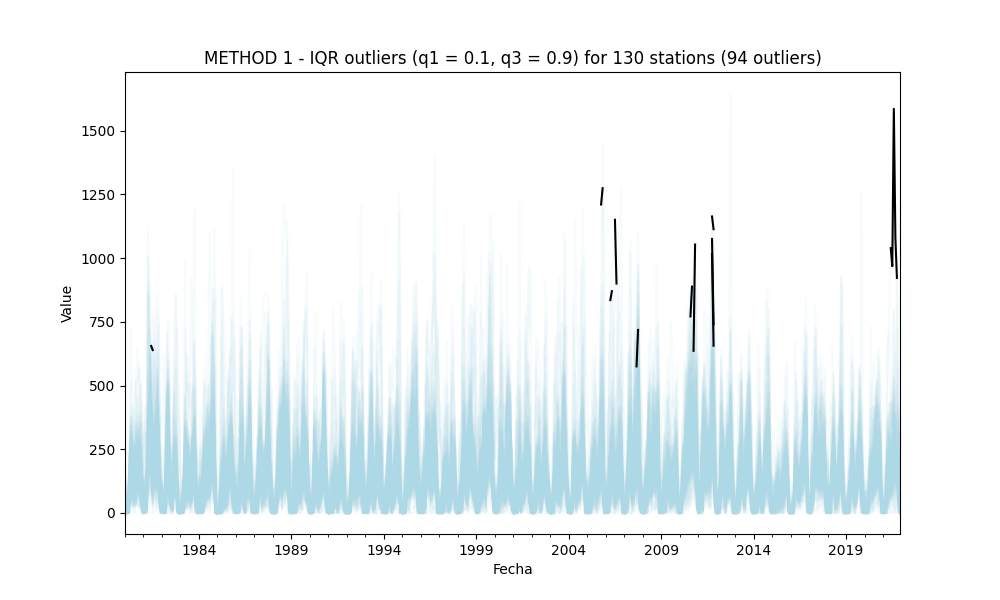 METHOD 1 - IQR outliers (q1 = 0.1, q3 = 0.9) for 130 stations (94 outliers)
1500
1250
1000
750
500
250
0
Value
1984 1989 1994 1999 2004 2009 2014 2019
Fecha